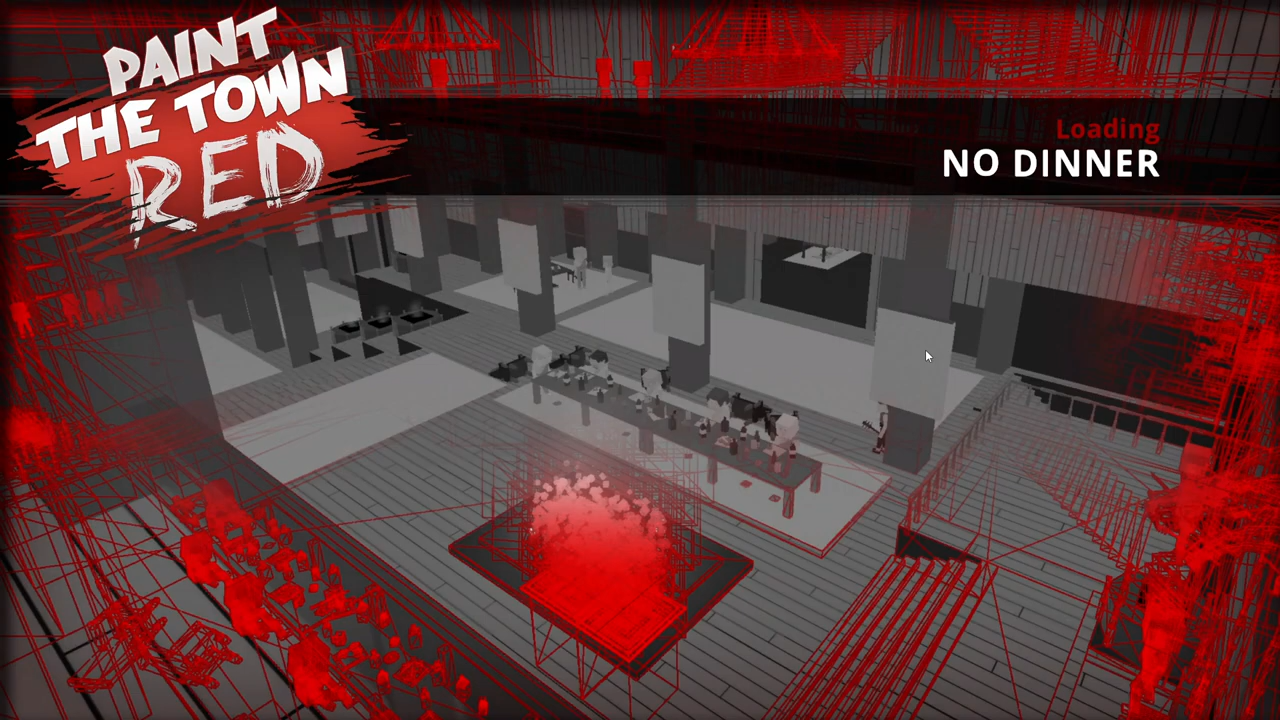 PAINT
THE TOWN
RED
Loading
NO DINNER